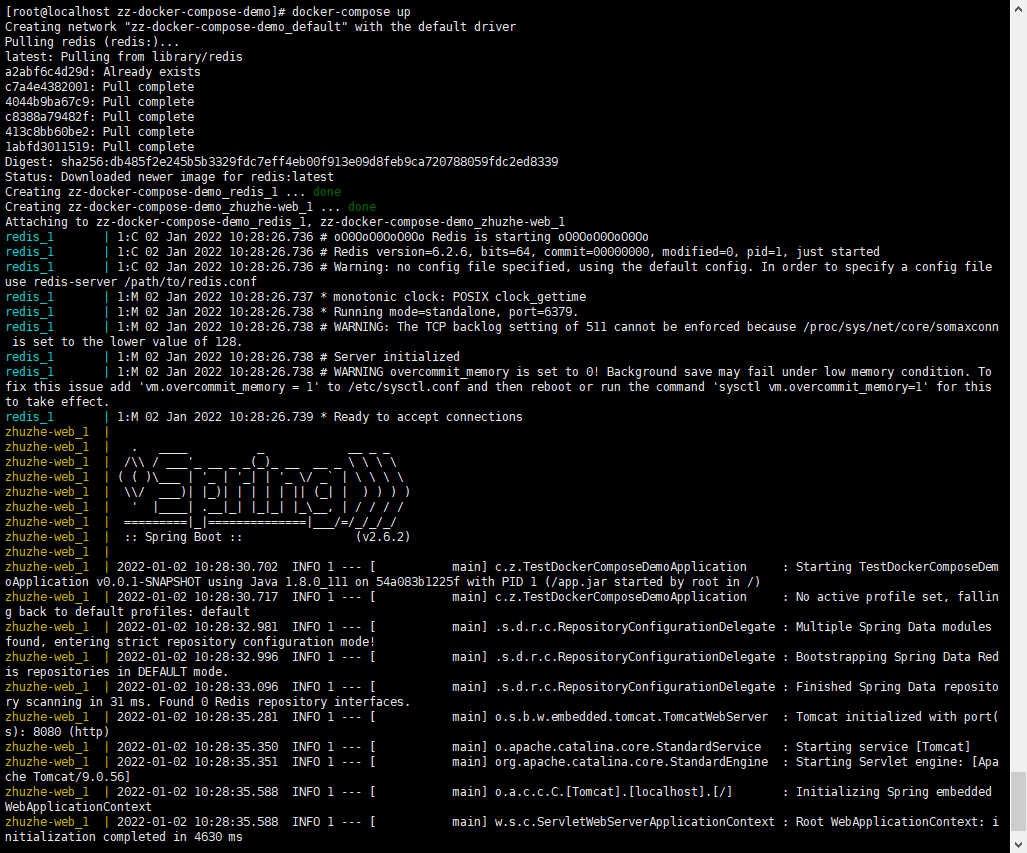 [root@localhost zz-docker-compose-demo]# docker-compose up
Creating network "zz-docker-compose-demo_default" with the default driver
Pulling redis (redis:)...
latest: Pulling from library/redis
a2abf6c4d29d: Already exists
c7a4e4382001: Pull complete
4044b9ba67c9: Pull complete
c8388a79482f: Pull complete
413c8bb60be2: Pull complete
1abfd3011519: Pull complete
Digest: sha256:db485f2e245b5b3329fdc7eff4eb00f913e09d8feb9ca720788059fdc2ed8339
Status: Downloaded newer image for redis:latest
Creating zz-docker-compose-demo_redis_1 ... done
Creating zz-docker-compose-demo_zhuzhe-web_1 ... done
Attaching to zz-docker-compose-demo_redis_1, zz-docker-compose-demo_zhuzhe-web_1
redis_1       | 1:C 02 Jan 2022 10:28:26.736 # oO0OoO0OoO0Oo Redis is starting oO0OoO0OoO0Oo
redis_1       | 1:C 02 Jan 2022 10:28:26.736 # Redis version=6.2.6, bits=64, commit=00000000, modified=0, pid=1, just started
redis_1       | 1:C 02 Jan 2022 10:28:26.736 # Warning: no config file specified, using the default config. In order to specify a config file
use redis-server /path/to/redis.conf
redis_1       | 1:M 02 Jan 2022 10:28:26.737 * monotonic clock: POSIX clock_gettime
redis_1       | 1:M 02 Jan 2022 10:28:26.738 * Running mode=standalone, port=6379.
redis_1       | 1:M 02 Jan 2022 10:28:26.738 # WARNING: The TCP backlog setting of 511 cannot be enforced because /proc/sys/net/core/somaxconn
 is set to the lower value of 128.
redis_1       | 1:M 02 Jan 2022 10:28:26.738 # Server initialized
redis_1       | 1:M 02 Jan 2022 10:28:26.738 # WARNING overcommit_memory is set to 0! Background save may fail under low memory condition. To
fix this issue add 'vm.overcommit_memory = 1' to /etc/sysctl.conf and then reboot or run the command 'sysctl vm.overcommit_memory=1' for this
to take effect.
redis_1       | 1:M 02 Jan 2022 10:28:26.739 * Ready to accept connections
zhuzhe-web_1  |
zhuzhe-web_1  |   .   ____          _            __ _ _
zhuzhe-web_1  |  /\\ / ___'_ __ _ _(_)_ __  __ _ \ \ \ \
zhuzhe-web_1  | ( ( )\___ | '_ | '_| | '_ \/ _` | \ \ \ \
zhuzhe-web_1  |  \\/  ___)| |_)| | | | | || (_| |  ) ) ) )
zhuzhe-web_1  |   '  |____| .__|_| |_|_| |_\__, | / / / /
zhuzhe-web_1  |  =========|_|==============|___/=/_/_/_/
zhuzhe-web_1  |  :: Spring Boot ::                (v2.6.2)
zhuzhe-web_1  |
zhuzhe-web_1  | 2022-01-02 10:28:30.702  INFO 1 --- [           main] c.z.TestDockerComposeDemoApplication     : Starting TestDockerComposeDem
oApplication v0.0.1-SNAPSHOT using Java 1.8.0_111 on 54a083b1225f with PID 1 (/app.jar started by root in /)
zhuzhe-web_1  | 2022-01-02 10:28:30.717  INFO 1 --- [           main] c.z.TestDockerComposeDemoApplication     : No active profile set, fallin
g back to default profiles: default
zhuzhe-web_1  | 2022-01-02 10:28:32.981  INFO 1 --- [           main] .s.d.r.c.RepositoryConfigurationDelegate : Multiple Spring Data modules
found, entering strict repository configuration mode!
zhuzhe-web_1  | 2022-01-02 10:28:32.996  INFO 1 --- [           main] .s.d.r.c.RepositoryConfigurationDelegate : Bootstrapping Spring Data Red
is repositories in DEFAULT mode.
zhuzhe-web_1  | 2022-01-02 10:28:33.096  INFO 1 --- [           main] .s.d.r.c.RepositoryConfigurationDelegate : Finished Spring Data reposito
ry scanning in 31 ms. Found 0 Redis repository interfaces.
zhuzhe-web_1  | 2022-01-02 10:28:35.281  INFO 1 --- [           main] o.s.b.w.embedded.tomcat.TomcatWebServer  : Tomcat initialized with port(
s): 8080 (http)
zhuzhe-web_1  | 2022-01-02 10:28:35.350  INFO 1 --- [           main] o.apache.catalina.core.StandardService   : Starting service [Tomcat]
zhuzhe-web_1  | 2022-01-02 10:28:35.351  INFO 1 --- [           main] org.apache.catalina.core.StandardEngine  : Starting Servlet engine: [Apa
che Tomcat/9.0.56]
zhuzhe-web_1  | 2022-01-02 10:28:35.588  INFO 1 --- [           main] o.a.c.c.C.[Tomcat].[localhost].[/]       : Initializing Spring embedded
WebApplicationContext
zhuzhe-web_1  | 2022-01-02 10:28:35.588  INFO 1 --- [           main] w.s.c.ServletWebServerApplicationContext : Root WebApplicationContext: i
nitialization completed in 4630 ms